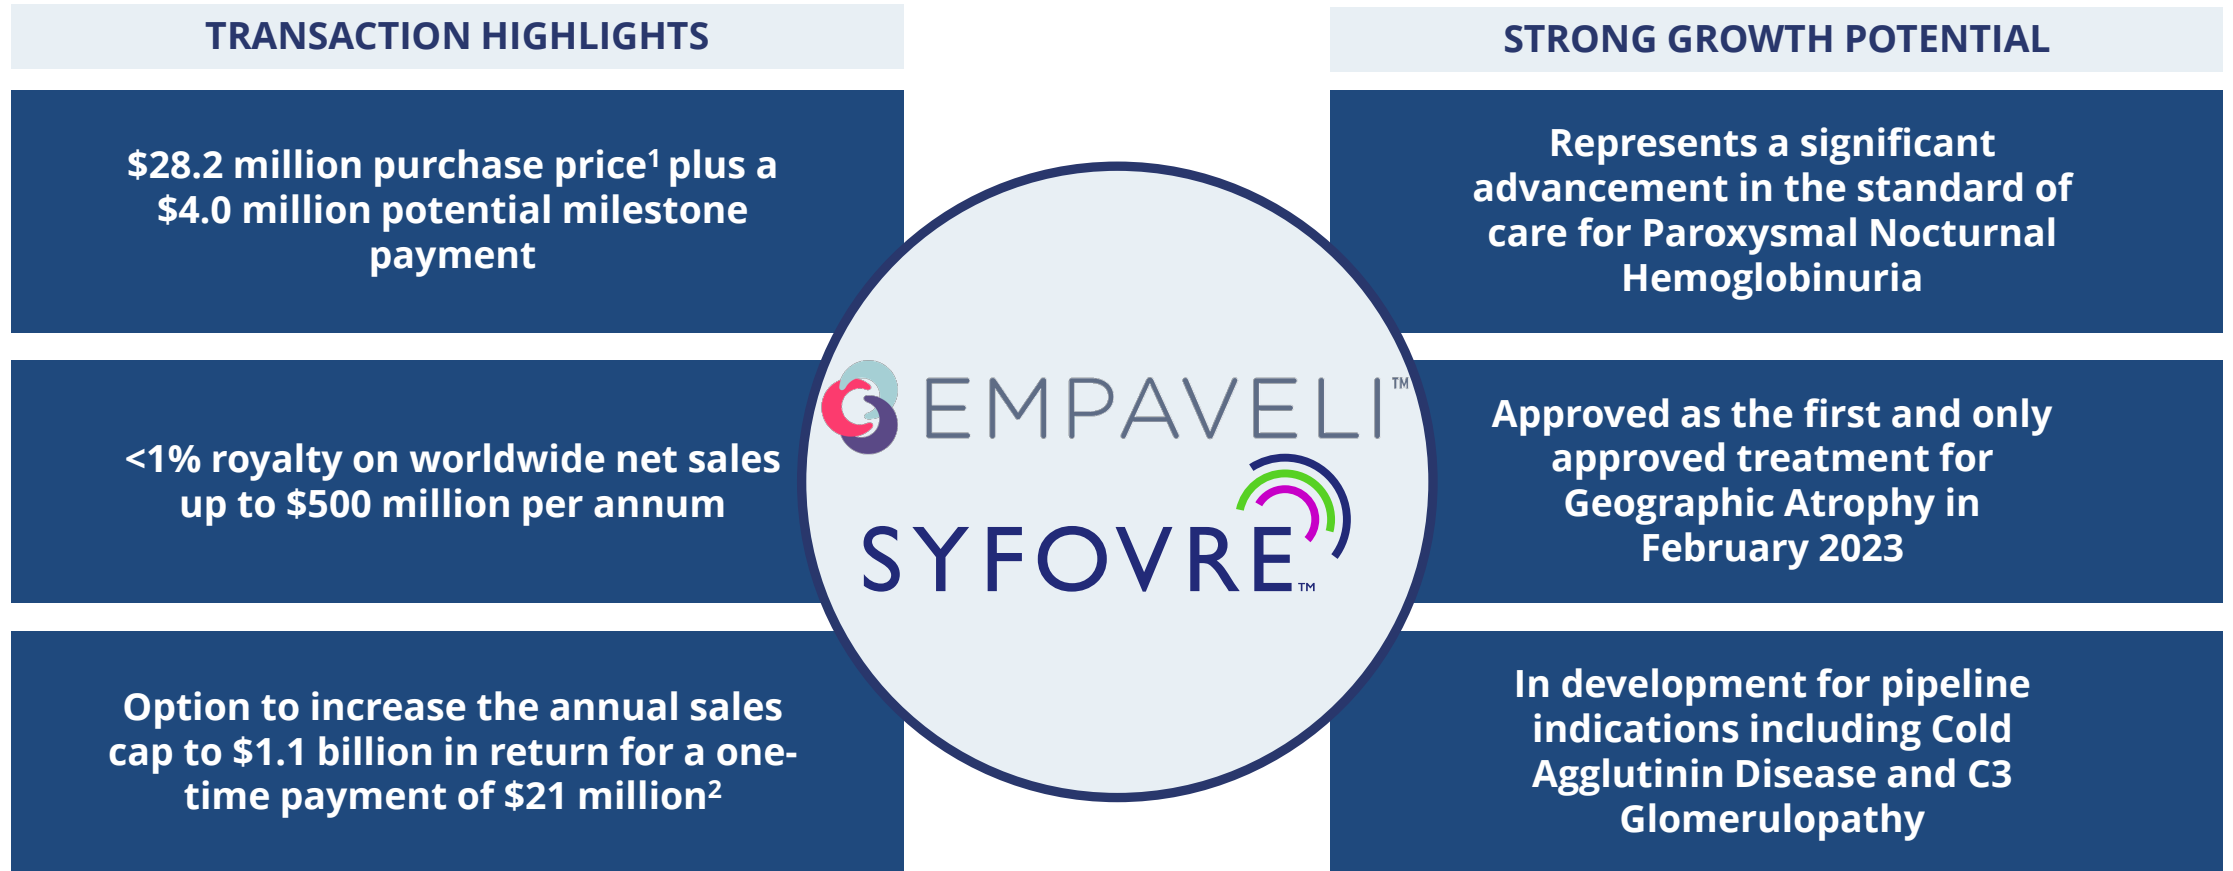 TRANSACTION HIGHLIGHTS
$28.2 million purchase price¹ plus a
$4.0 million potential milestone
payment
<1% royalty on worldwide net sales
up to $500 million per annum
Option to increase the annual sales
cap to $1.1 billion in return for a one-
time payment of $21 million²
EMPAVELI™
SYFOVRE™
STRONG GROWTH POTENTIAL
Represents a significant
advancement in the standard of
care for Paroxysmal Nocturnal
Hemoglobinuria
Approved as the first and only
approved treatment for
Geographic Atrophy in
February 2023
In development for pipeline
indications including Cold
Agglutinin Disease and C3
Glomerulopathy